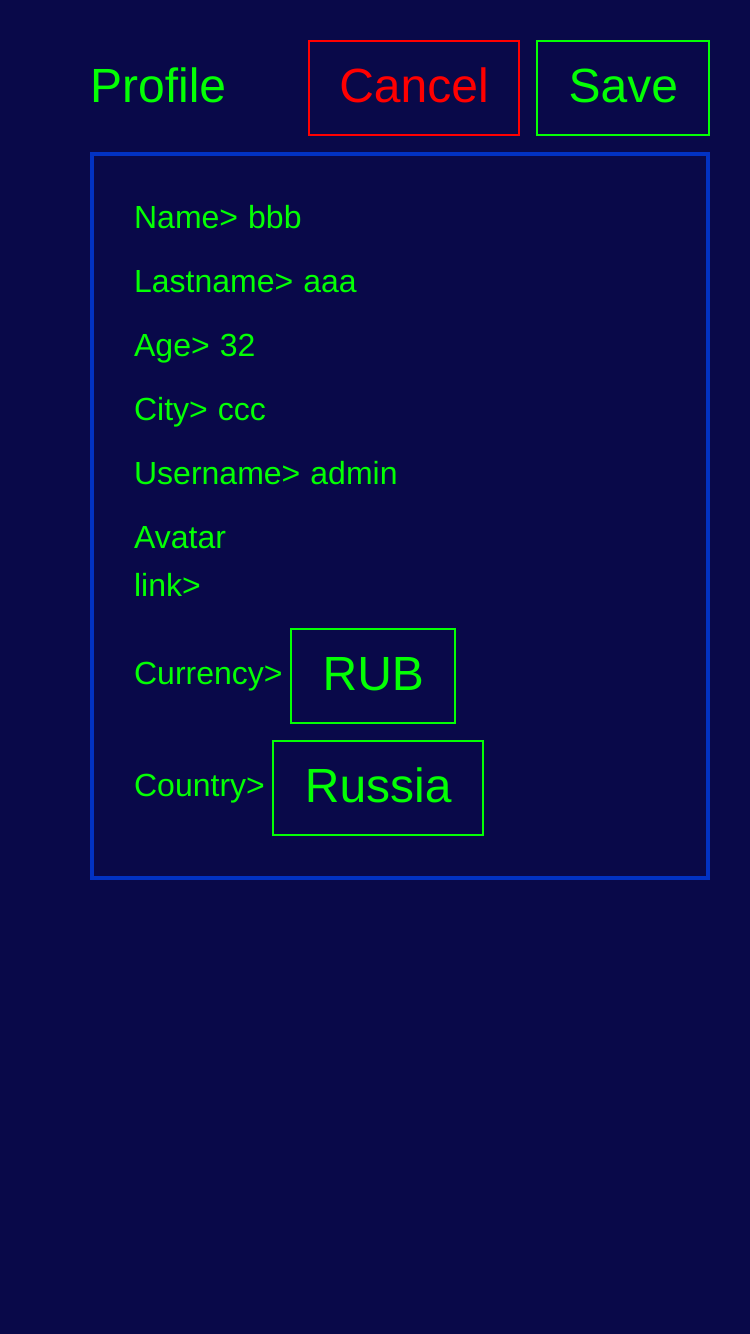 Profile Cancel Save
Name> bbb
Lastname> aaa
Age> 32
City> ccc
Username> admin
Avatar
link>
Currency> RUB
Country> Russia